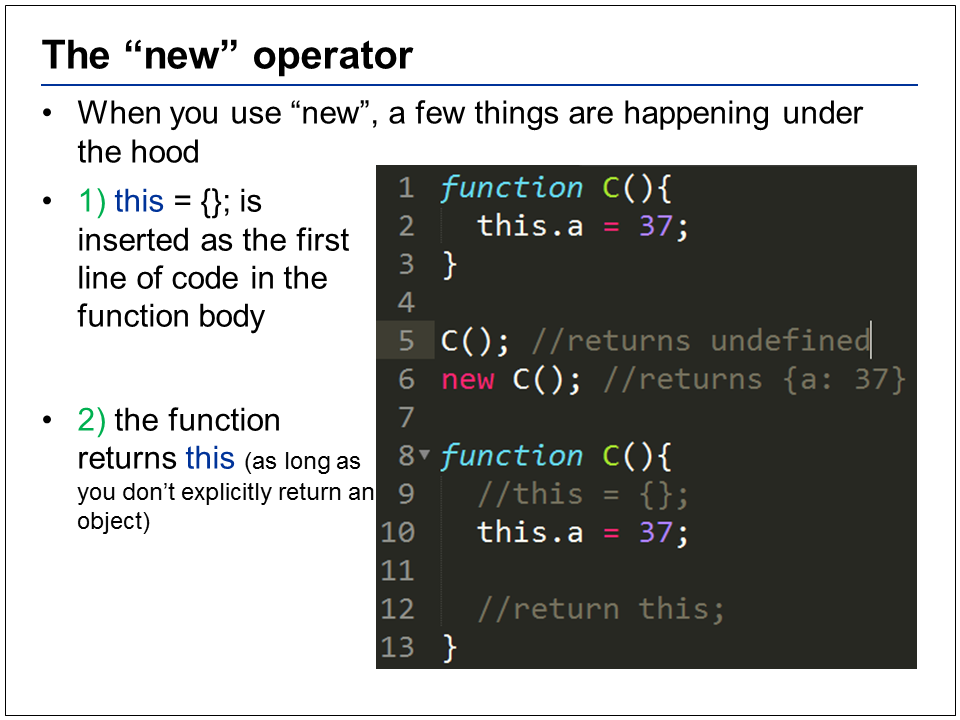 The “new” operator
• When you use “new”, a few things are happening under
the hood
• 1) this = {}; is
inserted as the first
line of code in the
function body
• 2) the function
returns this (as long as
you don’t explicitly return an
object)
1 function C(){
2 this.a = 37;
3 }
4
5 C(); //returns undefined
6 new C(); //returns {a: 37}
7
8 function C(){
9 //this = {};
10 this.a = 37;
11
12 //return this;
13 }